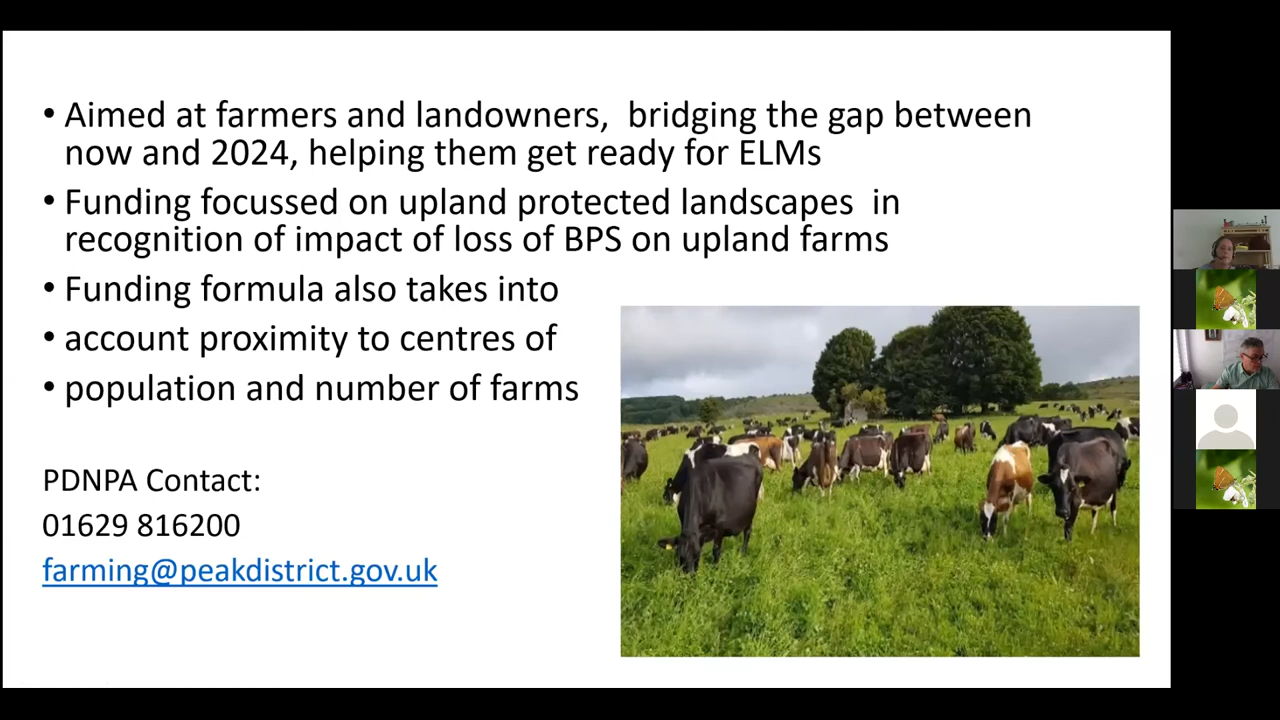 • Aimed at farmers and landowners,  bridging the gap between
now and 2024, helping them get ready for ELMs
• Funding focussed on upland protected landscapes  in
recognition of impact of loss of BPS on upland farms
• Funding formula also takes into
• account proximity to centres of
• population and number of farms
PDNPA Contact:
01629 816200
farming@peakdistrict.gov.uk